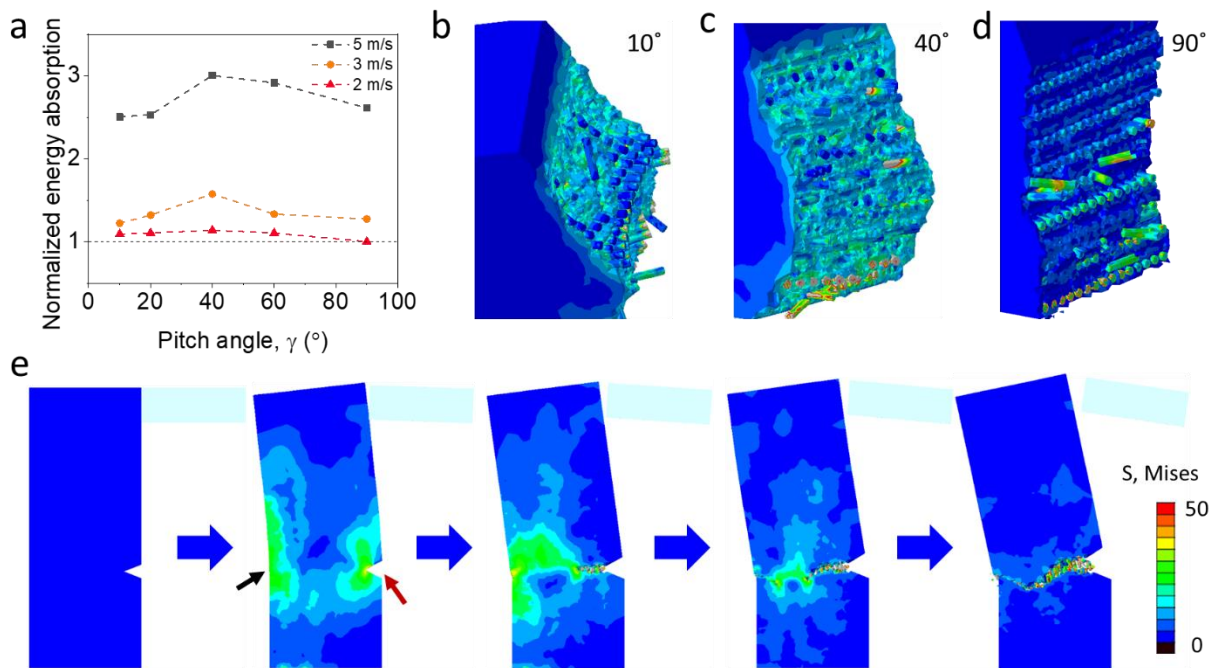 a
Normalized energy absorption
3
2
1
5 m/s
3 m/s
2 m/s
0
20
40
60
80
100
Pitch angle, γ (°)
b
10˚
c
40˚
d
90˚
e
S, Mises
50
0